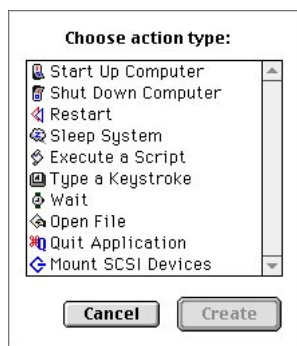 Choose action type:
Start Up Computer
Shut Down Computer
Restart
Sleep System
Execute a Script
Type a Keystroke
Wait
Open File
Quit Application
Mount SCSI Devices
Cancel
Create